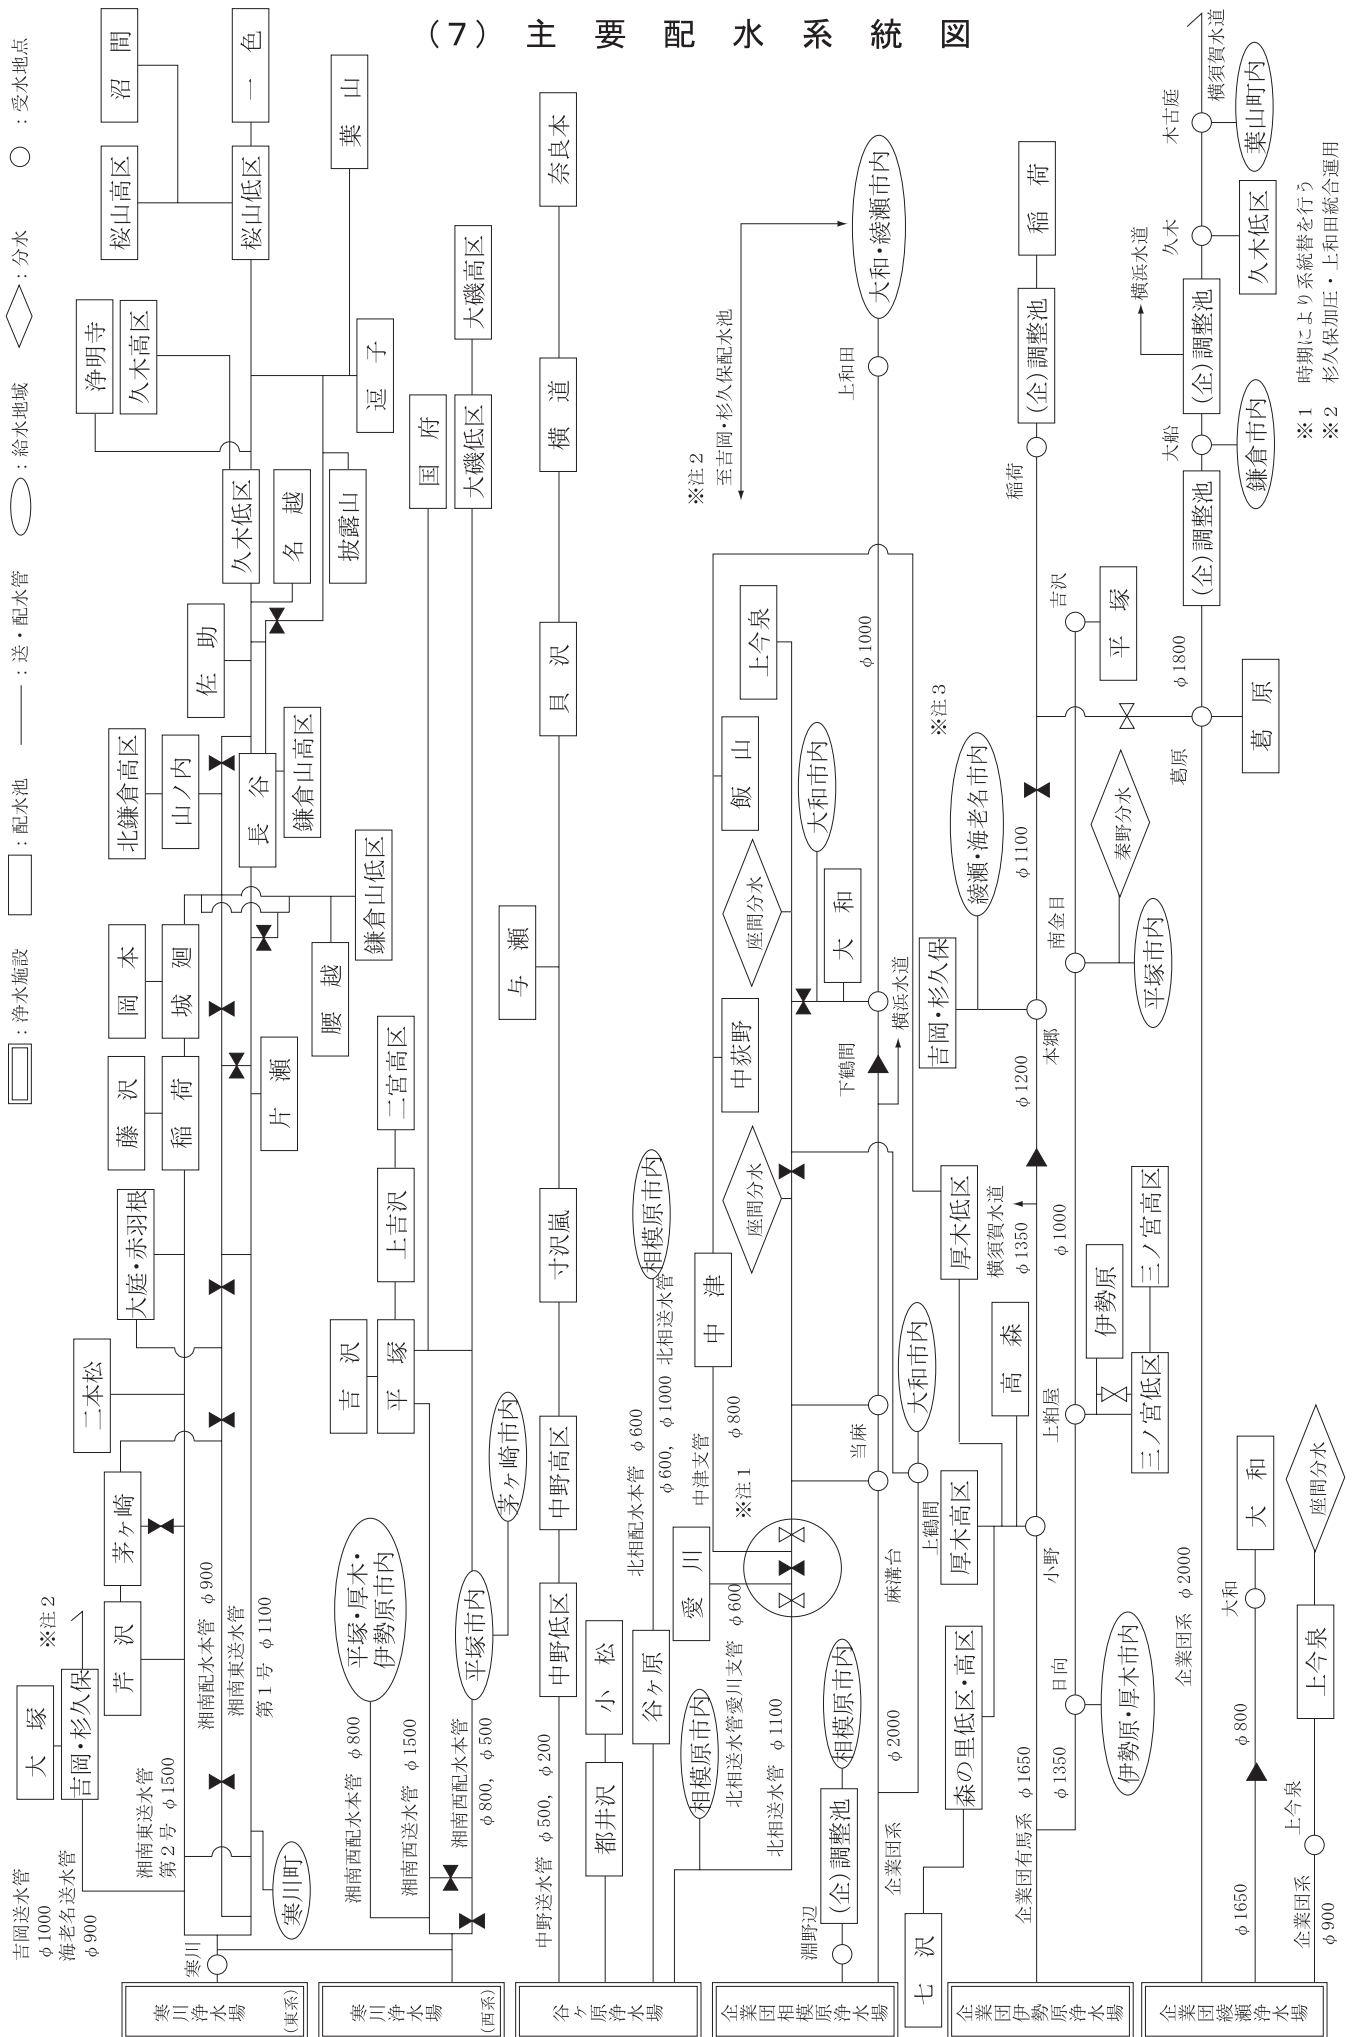 (7) 主要配水系統図
：浄水施設
：配水池
：送・配水管
：給水地域
：分水
：受水地点
寒川浄水場
(東系)
寒川
吉岡送水管
φ1000
海老名送水管
φ900
湘南東送水管
第2号 φ1500
湘南配水本管 φ900
湘南東送水管
第1号 φ1100
寒川町
大塚
吉岡・杉久保
※注2
芹沢
茅ヶ崎
二本松
大庭・赤羽根
藤沢
稲荷
岡本
城廻
片瀬
腰越
鎌倉山低区
北鎌倉高区
山ノ内
長谷
鎌倉山高区
佐助
久木低区
名越
披露山
浄明寺
久木高区
逗子
葉山
桜山高区
桜山低区
沼間
一色
寒川浄水場
(西系)
湘南西配水本管 φ800
湘南西送水管 φ1500
湘南西配水本管
φ800, φ500
平塚・厚木・
伊勢原市内
平塚市内
茅ヶ崎市内
吉沢
平塚
上吉沢
二宮高区
国府
大磯低区
大磯高区
谷ヶ原浄水場
中野送水管 φ500, φ200
中野低区
中野高区
寸沢嵐
与瀬
貝沢
横道
奈良本
都井沢
小松
谷ヶ原
北相配水本管 φ600
φ600, φ1000 北相送水管
相模原市内
相模原市内
北相送水管愛川支管 φ600
北相送水管 φ1100
愛川
※注1
中津支管 φ800
中津
座間分水
中荻野
座間分水
飯山
上今泉
大和
大和市内
※注2
至吉岡・杉久保配水池
企業団相模原浄水場
淵野辺
(企)調整池
相模原市内
企業団系 φ2000
麻溝台
当麻
上鶴間
大和市内
下鶴間
横浜水道
φ1000
上和田
大和・綾瀬市内
※注3
企業団伊勢原浄水場
七沢
企業団有馬系 φ1650
森の里低区・高区
厚木高区
厚木低区
高森
小野
横須賀水道
φ1350
φ1200
本郷
吉岡・杉久保
綾瀬・海老名市内
φ1100
稲荷
(企)調整池
稲荷
φ1350
日向
伊勢原・厚木市内
上粕屋
伊勢原
三ノ宮低区
三ノ宮高区
φ1000
南金目
平塚市内
秦野分水
吉沢
平塚
企業団綾瀬浄水場
企業団系 φ2000
葛原
葛原
φ1800
(企)調整池
大船
鎌倉市内
(企)調整池
横浜水道
久木
久木低区
木古庭
葉山町内
横須賀水道
φ1650
φ800
大和
大和
企業団系
φ900
上今泉
上今泉
座間分水
※1 時期により系統替を行う
※2 杉久保加圧・上和田統合運用